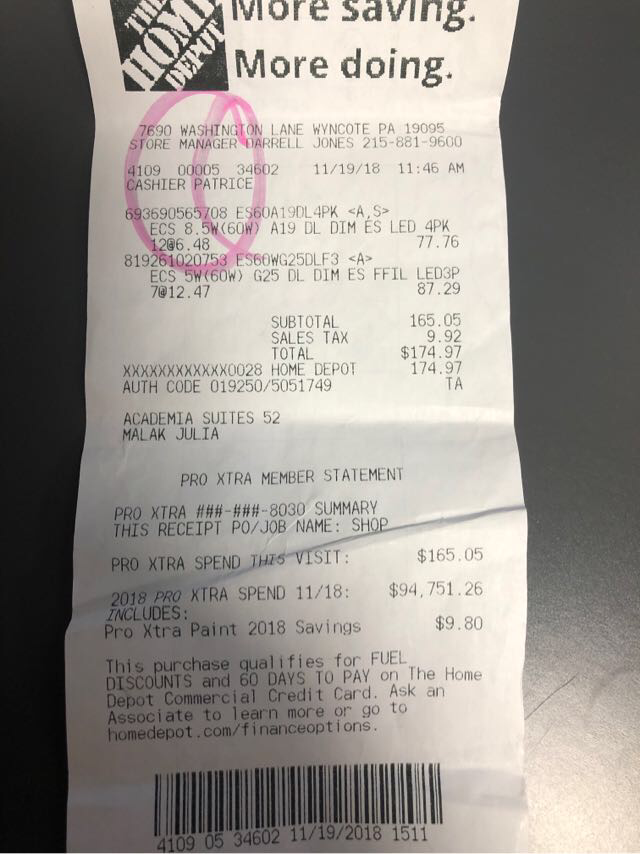 THE
HOME
DEPOT
More saving.
More doing.
7690 WASHINGTON LANE WYNCOTE PA 19095
STORE MANAGER DARRELL JONES 215-881-9600
4109 00005 34602 11/19/18 11:46 AM
CASHIER PATRICE
693690565708 ES60A19DL4PK <A,S>
ECS 8.5W(60W) A19 DL DIM ES LED 4PK
12@6.48 77.76
819261020753 ES60WG25DLF3 <A>
ECS 5W(60W) G25 DL DIM ES FFIL LED3P
7@12.47 87.29
SUBTOTAL 165.05
SALES TAX 9.92
TOTAL $174.97
XXXXXXXXXXXX0028 HOME DEPOT 174.97
AUTH CODE 019250/5051749 TA
ACADEMIA SUITES 52
MALAK JULIA
PRO XTRA MEMBER STATEMENT
PRO XTRA ###-###-8030 SUMMARY
THIS RECEIPT PO/JOB NAME: SHOP
PRO XTRA SPEND THIS VISIT: $165.05
2018 PRO XTRA SPEND 11/18: $94,751.26
INCLUDES:
Pro Xtra Paint 2018 Savings $9.80
This purchase qualifies for FUEL
DISCOUNTS and 60 DAYS TO PAY on The Home
Depot Commercial Credit Card. Ask an
Associate to learn more or go to
homedepot.com/financeoptions.
4109 05 34602 11/19/2018 1511